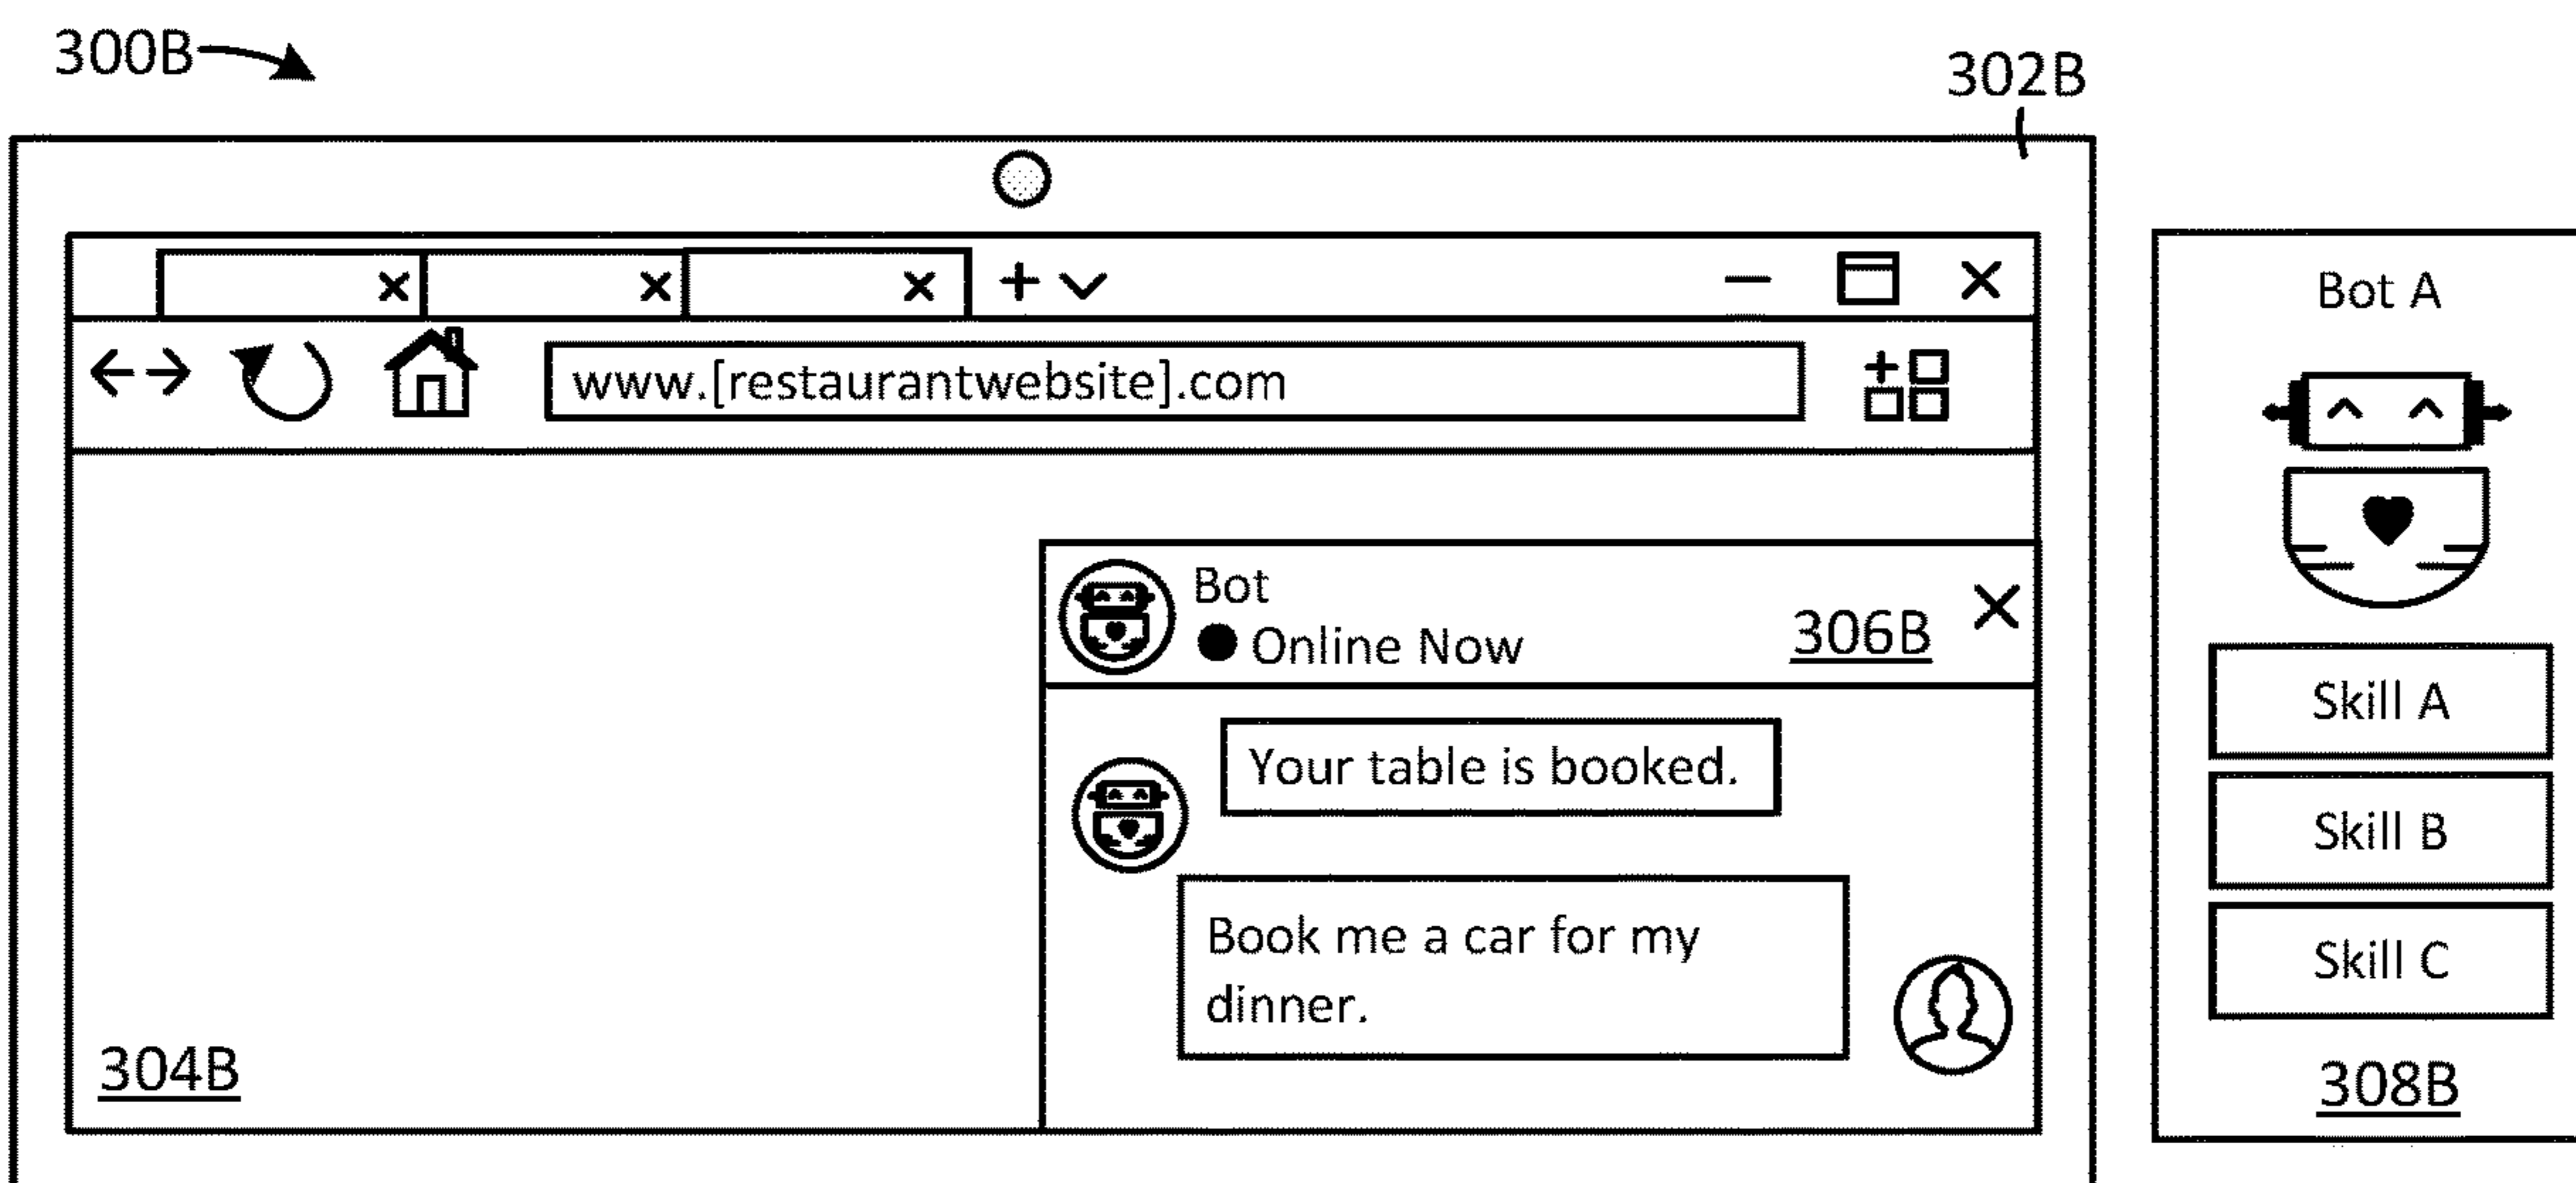 300B
302B
www.[restaurantwebsite].com
Bot
306B
Online Now
Your table is booked.
Book me a car for my
dinner.
304B
Bot A
Skill A
Skill B
Skill C
308B